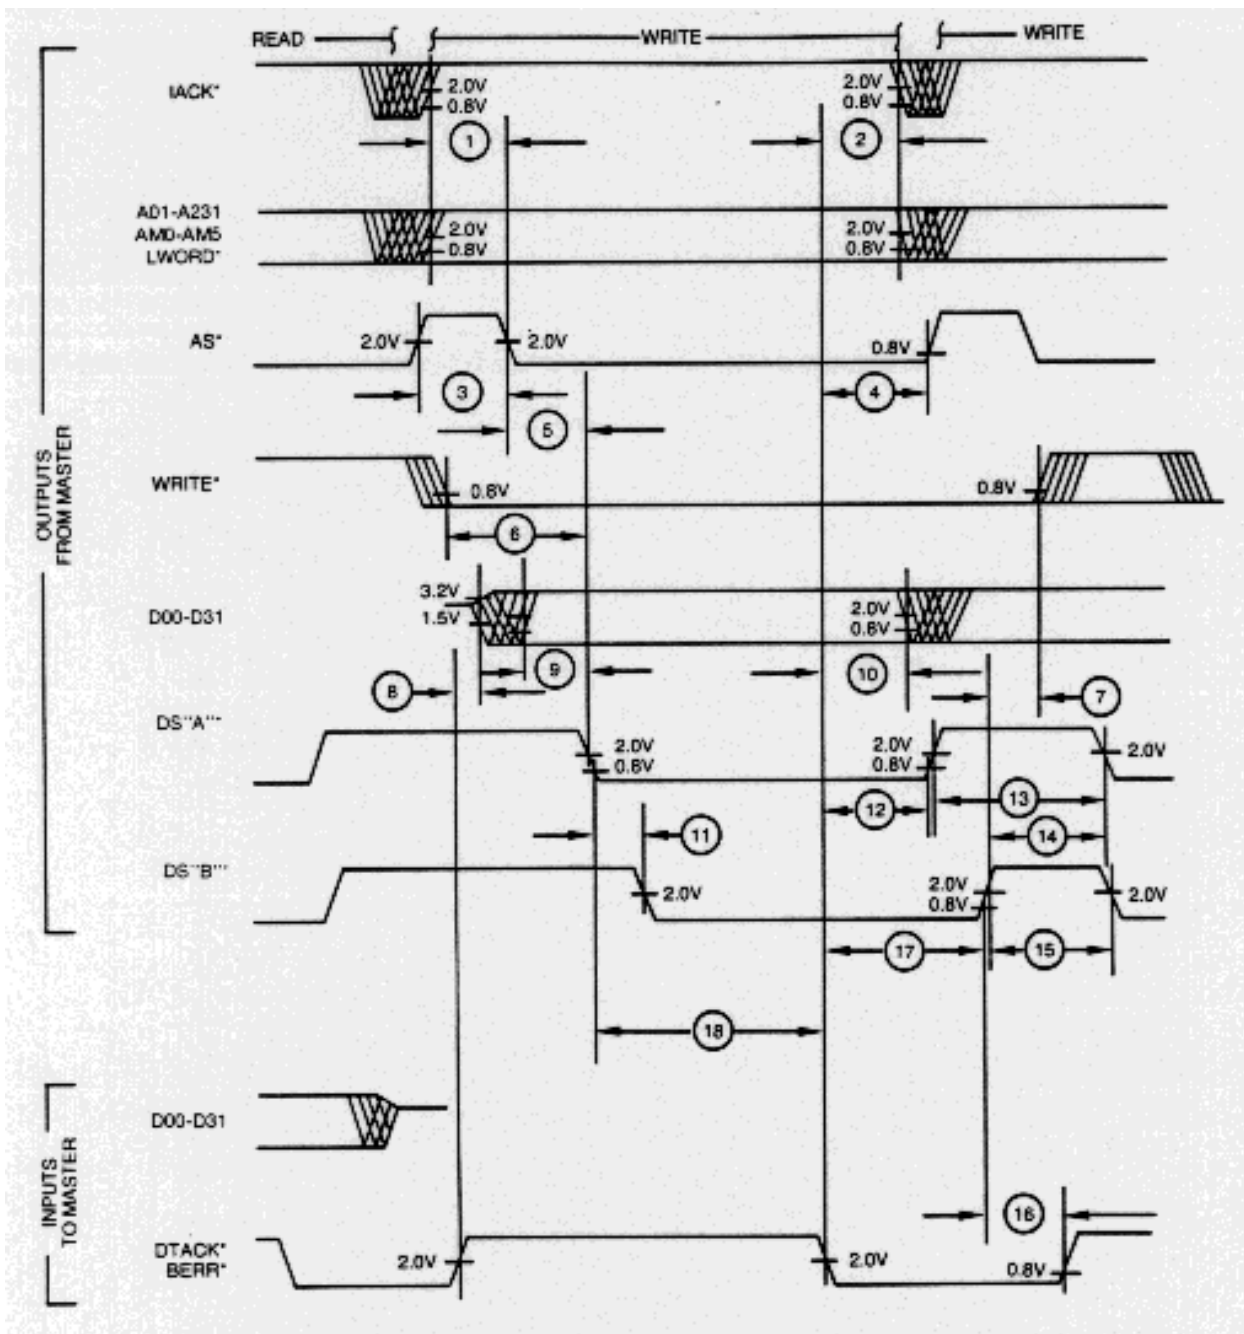 READ WRITE WRITE
IACK*
2.0V
0.8V
2.0V
0.8V
1
2
A01-A231
AM0-AM5
LWORD*
2.0V
0.8V
2.0V
0.8V
AS*
2.0V
2.0V
0.8V
3
4
5
OUTPUTS
FROM MASTER
WRITE*
0.8V
0.8V
6
D00-D31
3.2V
1.5V
2.0V
0.8V
8
9
10
7
DS"A"*
2.0V
0.8V
2.0V
0.8V
2.0V
11
12
13
14
DS"B"*
2.0V
2.0V
0.8V
2.0V
17
15
18
INPUTS
TO MASTER
D00-D31
16
DTACK*
BERR*
2.0V
2.0V
0.8V